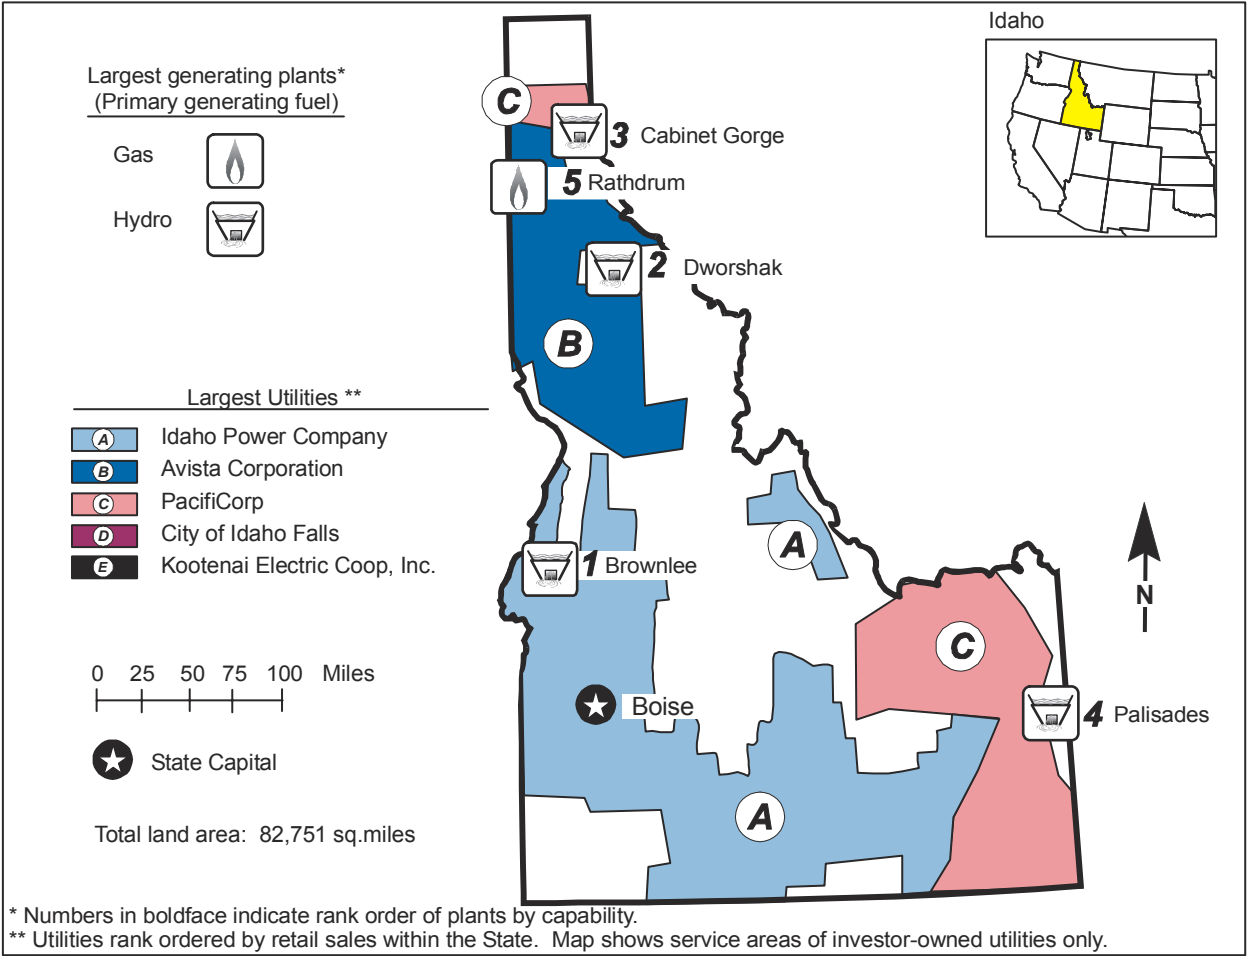 Idaho
Largest generating plants*
(Primary generating fuel)
Gas
Hydro
C
3 Cabinet Gorge
5 Rathdrum
2 Dworshak
B
Largest Utilities **
A Idaho Power Company
B Avista Corporation
C PacifiCorp
D City of Idaho Falls
E Kootenai Electric Coop, Inc.
A
1 Brownlee
N
C
0 25 50 75 100 Miles
Boise
4 Palisades
State Capital
A
Total land area: 82,751 sq.miles
* Numbers in boldface indicate rank order of plants by capability.
** Utilities rank ordered by retail sales within the State. Map shows service areas of investor-owned utilities only.